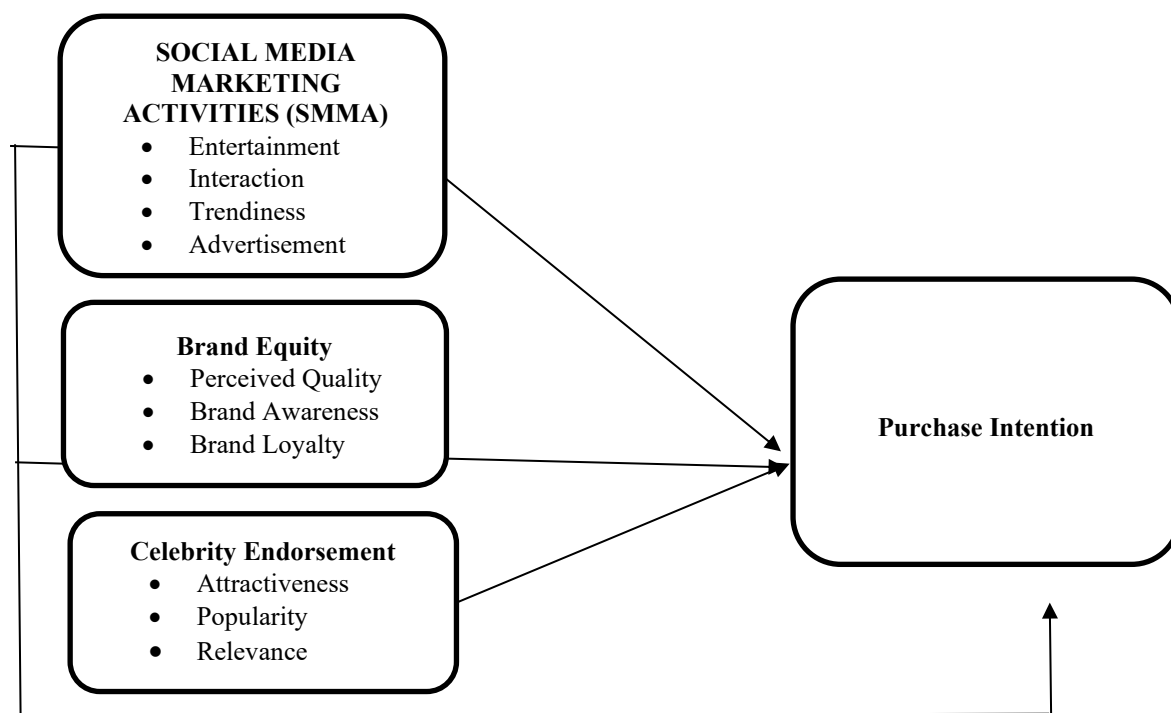 SOCIAL MEDIA
MARKETING
ACTIVITIES (SMMA)
• Entertainment
• Interaction
• Trendiness
• Advertisement
Brand Equity
• Perceived Quality
• Brand Awareness
• Brand Loyalty
Celebrity Endorsement
• Attractiveness
• Popularity
• Relevance
Purchase Intention